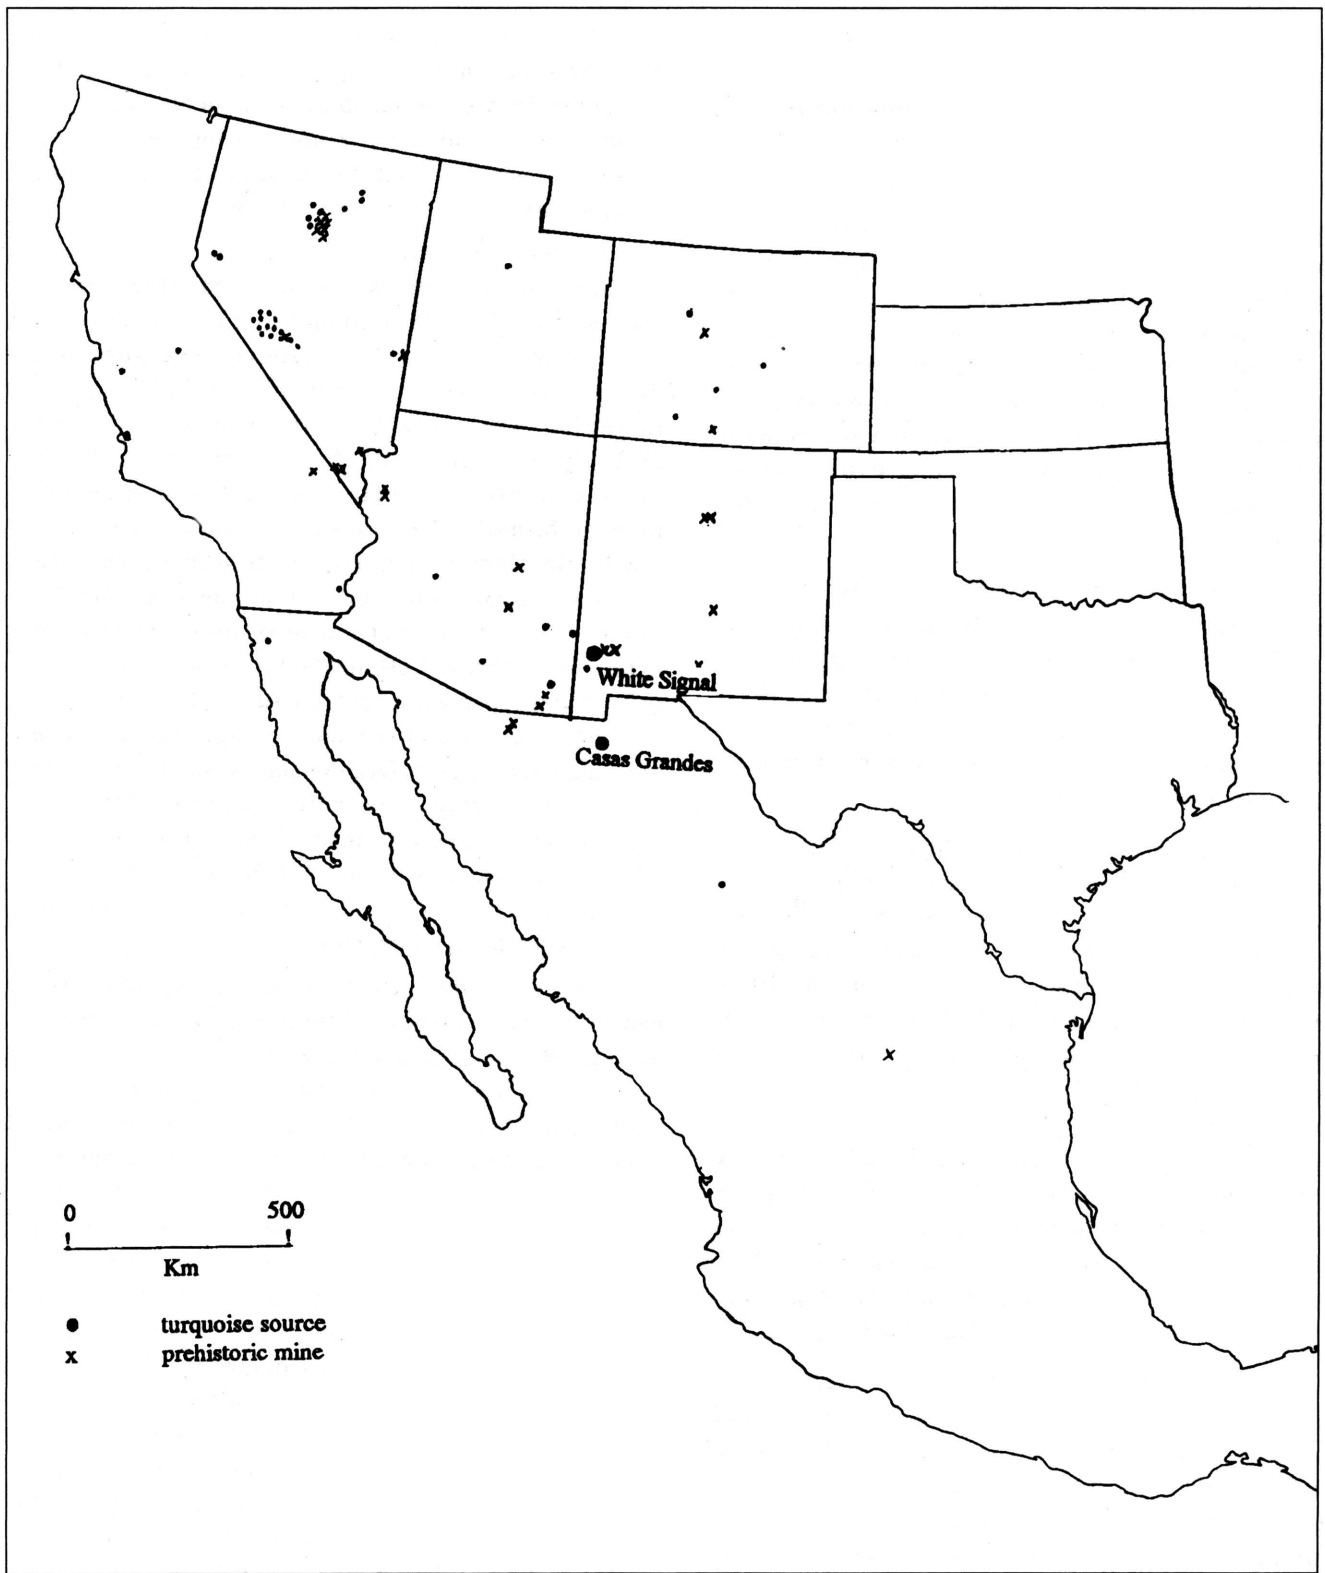 White Signal
Casas Grandes
0 500
Km
turquoise source
x prehistoric mine